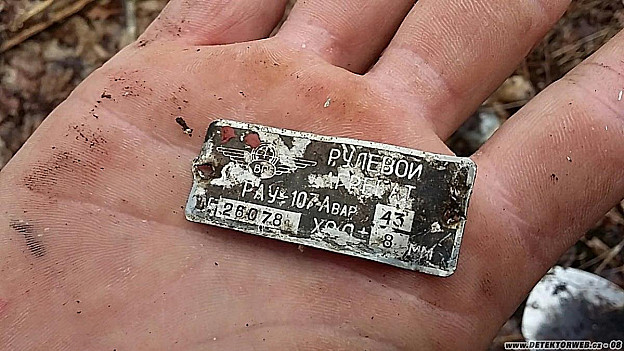 РУЛЕВОЙ
АГРЕГАТ
РАУ-107-АВАР
№ 26078 ХОД ± 43 8 ММ
WWW.DETEKTORWEB.cz - 08